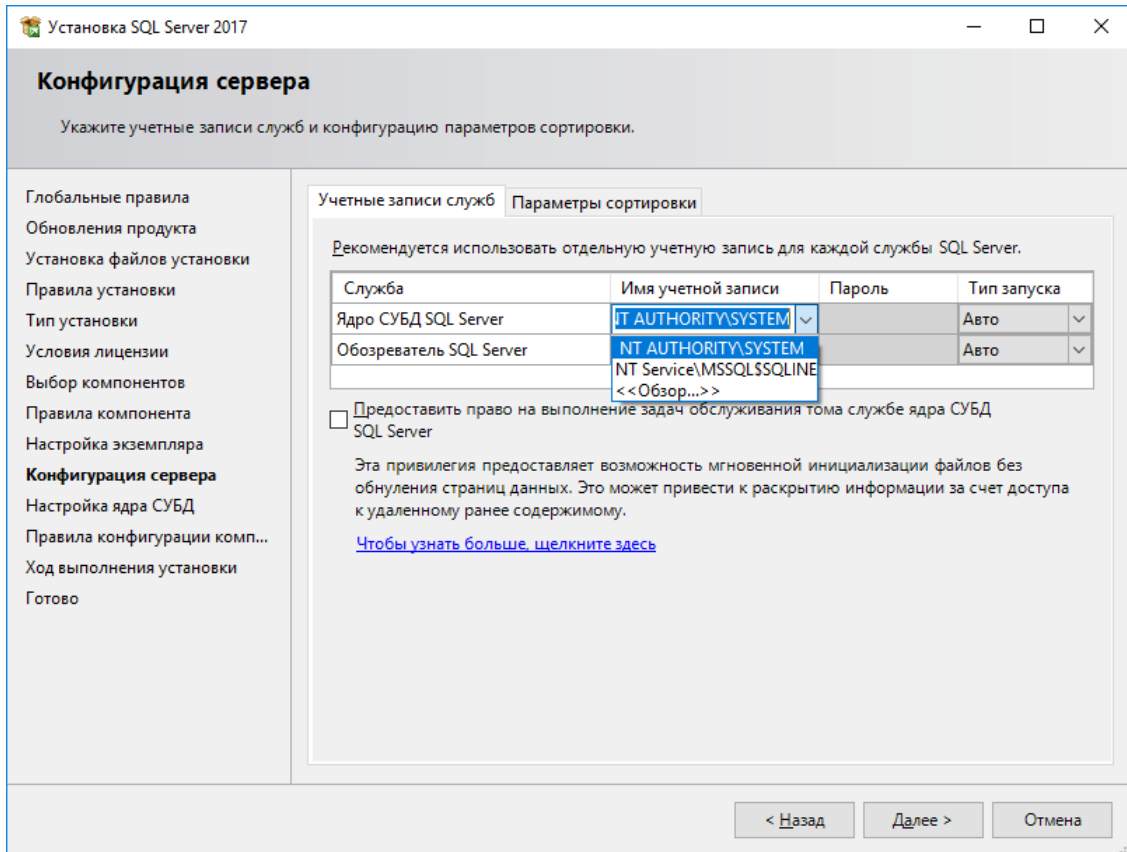 Установка SQL Server 2017
Конфигурация сервера
Укажите учетные записи служб и конфигурацию параметров сортировки.
Глобальные правила
Обновления продукта
Установка файлов установки
Правила установки
Тип установки
Условия лицензии
Выбор компонентов
Правила компонента
Настройка экземпляра
Конфигурация сервера
Настройка ядра СУБД
Правила конфигурации комп...
Ход выполнения установки
Готово
Учетные записи служб Параметры сортировки
Рекомендуется использовать отдельную учетную запись для каждой службы SQL Server.
Служба Имя учетной записи Пароль Тип запуска
Ядро СУБД SQL Server IT AUTHORITY\SYSTEM Авто
Обозреватель SQL Server Авто
NT AUTHORITY\SYSTEM
NT Service\MSSQL$SQLINE
<<Обзор...>>
Предоставить право на выполнение задач обслуживания тома службе ядра СУБД
SQL Server
Эта привилегия предоставляет возможность мгновенной инициализации файлов без
обнуления страниц данных. Это может привести к раскрытию информации за счет доступа
к удаленному ранее содержимому.
Чтобы узнать больше, щелкните здесь
< Назад Далее > Отмена